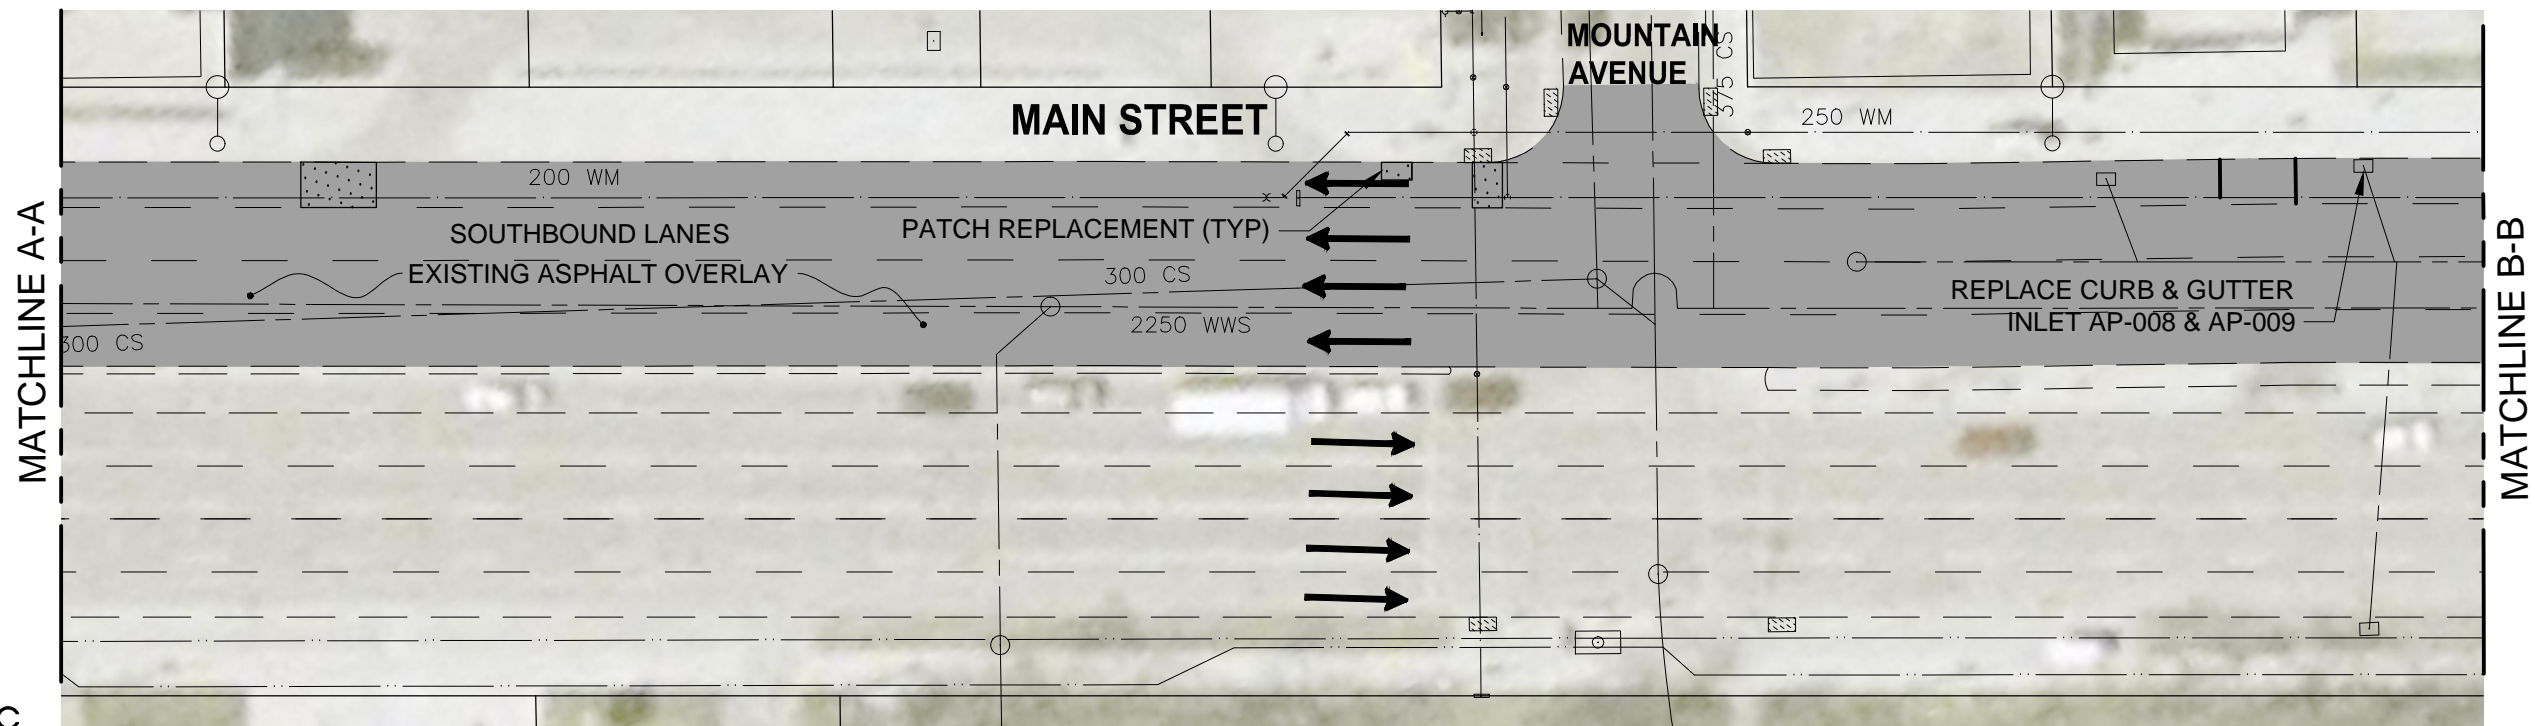 MOUNTAIN
AVENUE
375 CS
MAIN STREET
250 WM
200 WM
SOUTHBOUND LANES
PATCH REPLACEMENT (TYP)
EXISTING ASPHALT OVERLAY
300 CS
REPLACE CURB & GUTTER
INLET AP-008 & AP-009
2250 WWS
300 CS
MATCHLINE A-A
MATCHLINE B-B
C